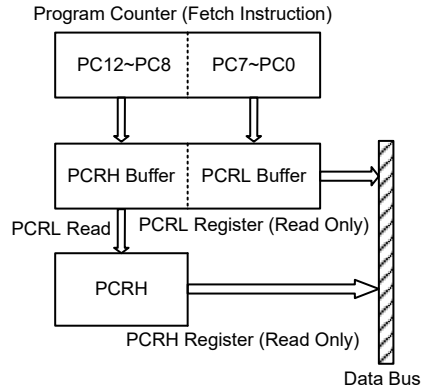 Program Counter (Fetch Instruction)
PC12~PC8 PC7~PC0
PCRH Buffer PCRL Buffer
PCRL Read PCRL Register (Read Only)
PCRH
PCRH Register (Read Only)
Data Bus